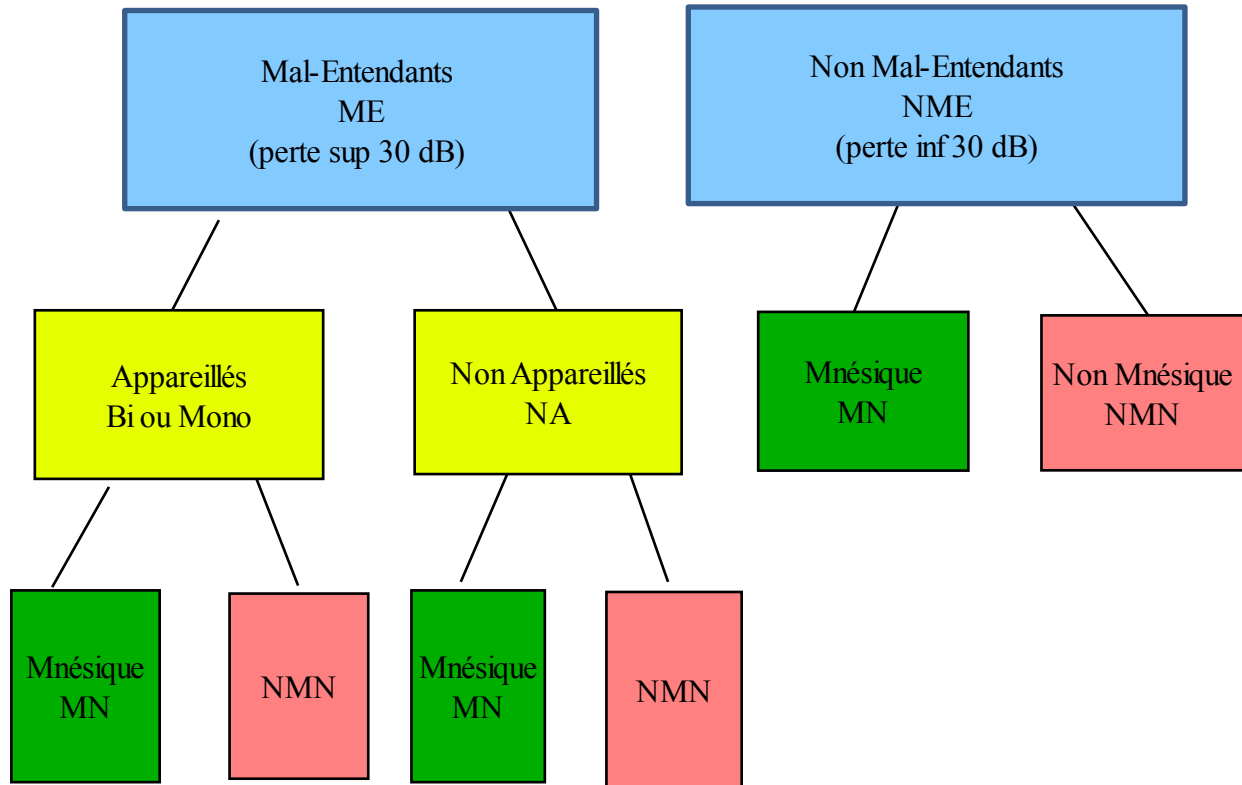 Mal-Entendants
ME
(perte sup 30 dB)
Non Mal-Entendants
NME
(perte inf 30 dB)
Appareillés
Bi ou Mono
Non Appareillés
NA
Mnésique
MN
Non Mnésique
NMN
Mnésique
MN
NMN
Mnésique
MN
NMN